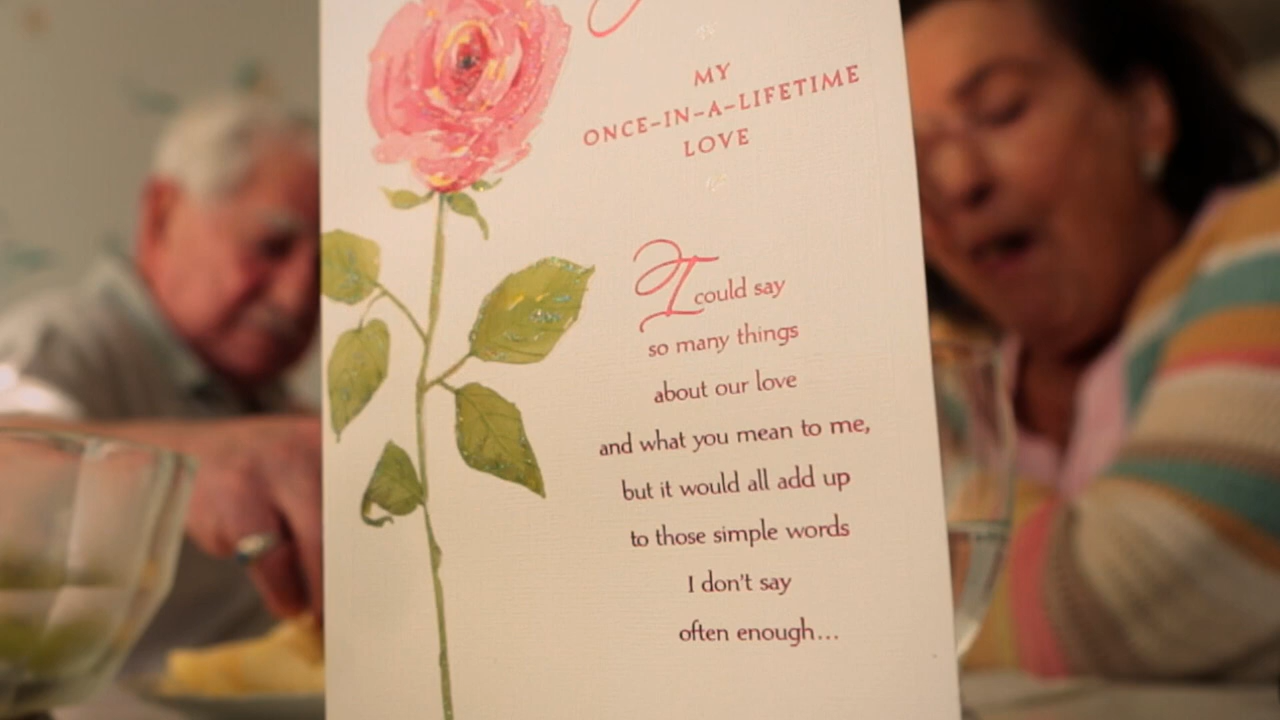 MY
ONCE-IN-A-LIFETIME
LOVE
I could say
so many things
about our love
and what you mean to me,
but it would all add up
to those simple words
I don't say
often enough...